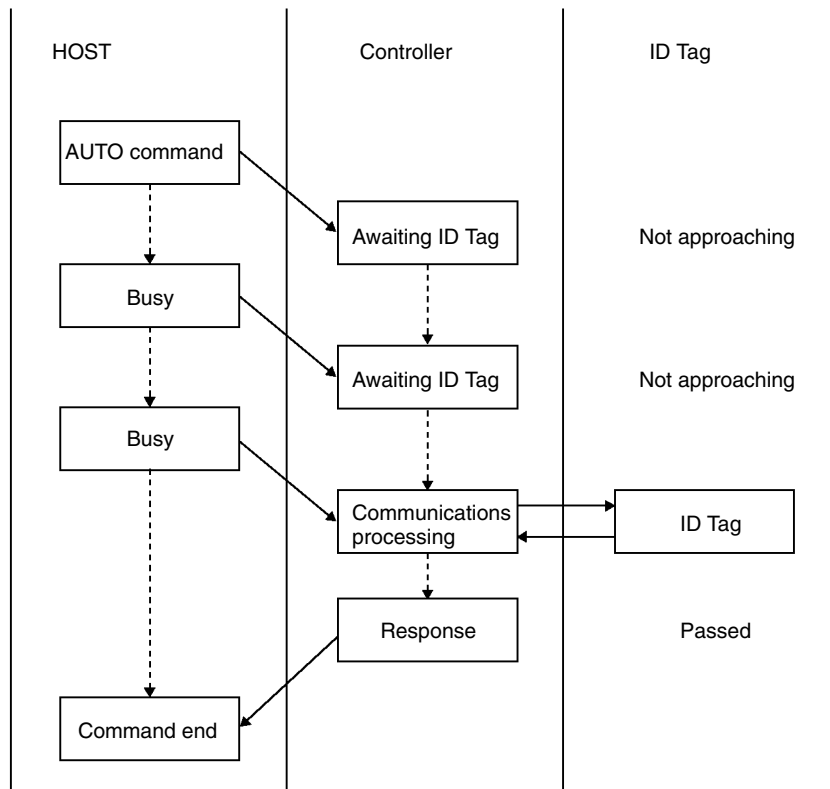 HOST
Controller
ID Tag
AUTO command
Awaiting ID Tag
Not approaching
Busy
Awaiting ID Tag
Not approaching
Busy
Communications
processing
ID Tag
Response
Passed
Command end